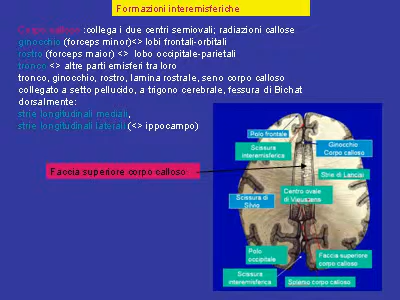 Formazioni interemisferiche
Corpo calloso :collega i due centri semiovali; radiazioni callose
ginocchio (forceps minor)<> lobi frontali-orbitali
rostro (forceps maior) <> lobo occipitale-parietali
tronco <> altre parti emisferi tra loro
tronco, ginocchio, rostro, lamina rostrale, seno corpo calloso
collegato a setto pellucido, a trigono cerebrale, fessura di Bichat
dorsalmente:
strie longitudinali mediali,
strie longitudinali laterali (<> ippocampo)
Faccia superiore corpo calloso
Polo frontale
Scissura
interemisferica
Ginocchio
Corpo calloso
Strie di Lancisi
Centro ovale
di Vieussens
Scissura di
Silvio
Polo
occipitale
Faccia superiore
corpo calloso
Scissura
interemisferica
Splenio corpo calloso